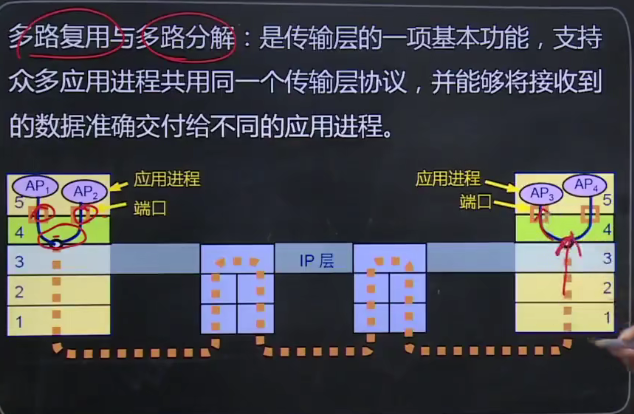 多路复用与多路分解：是传输层的一项基本功能，支持
众多应用进程共用同一个传输层协议，并能够将接收到
的数据准确交付给不同的应用进程。
AP1 AP2 应用进程
端口
5
4
3
2
1
IP 层
应用进程 AP3 AP4
端口
5
4
3
2
1